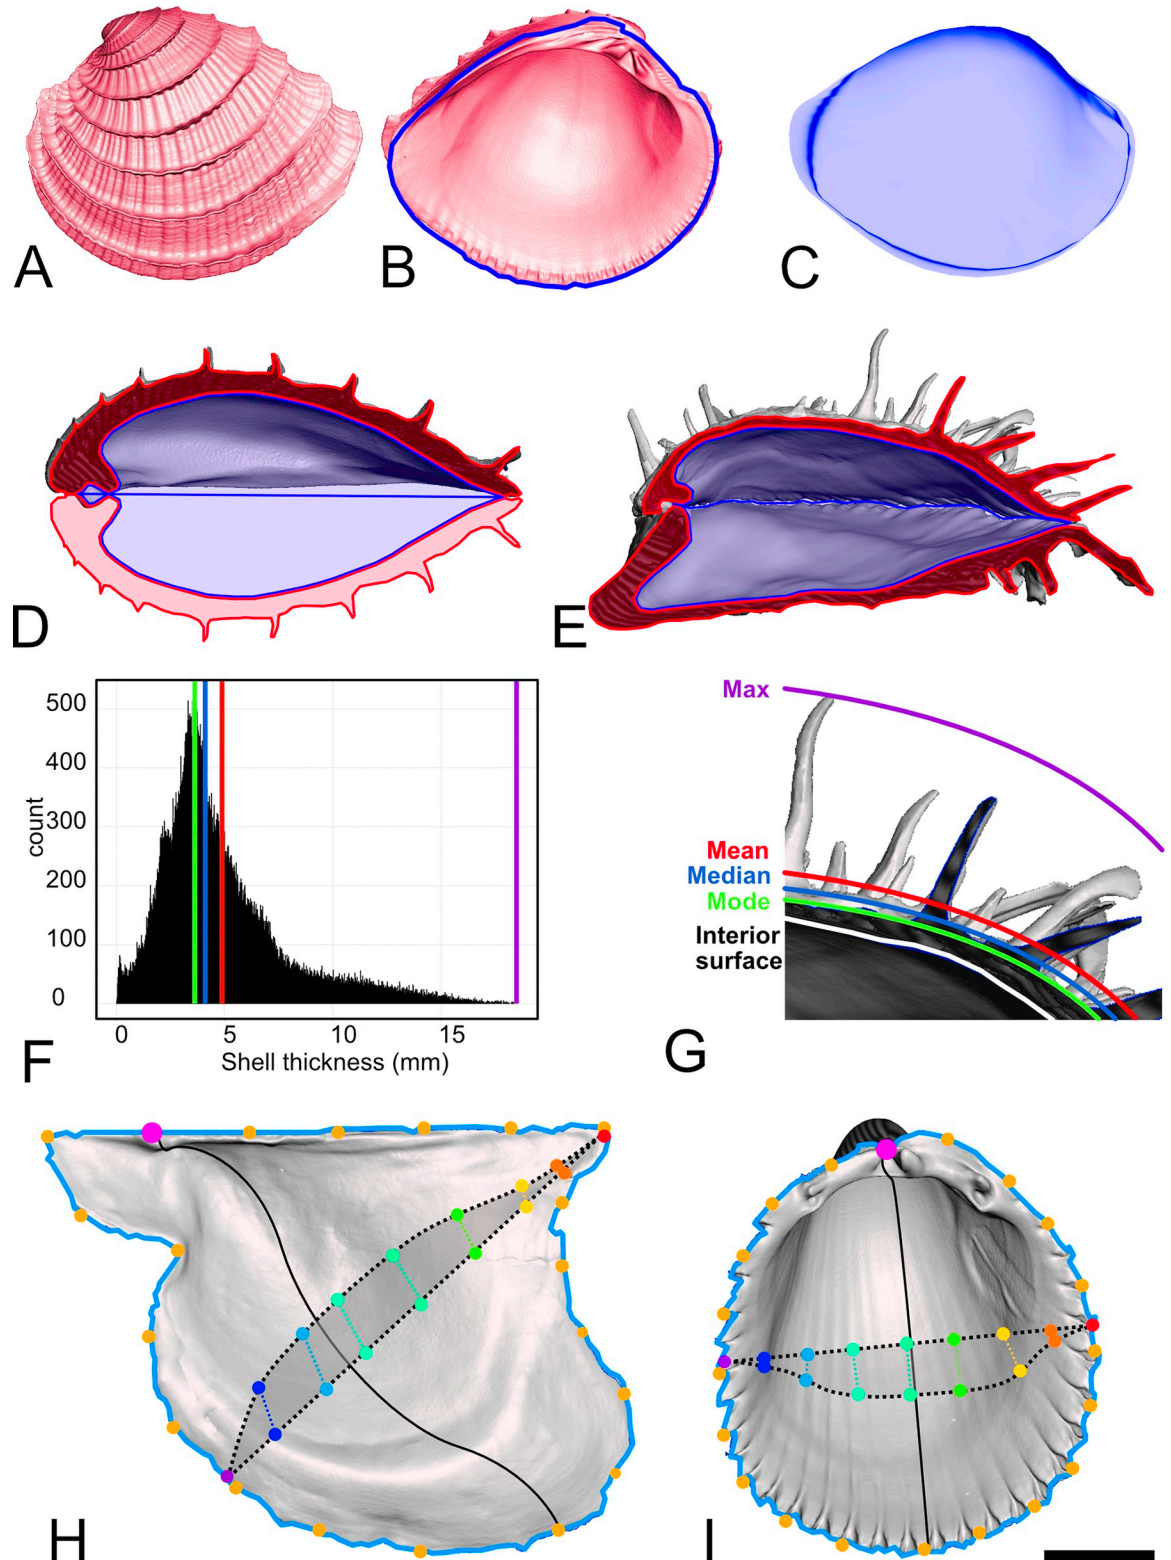 A
B
C
D
E
500
400
300
200
100
0
count
0
5
10
15
Shell thickness (mm)
F
Max
Mean
Median
Mode
Interior
surface
G
H
I